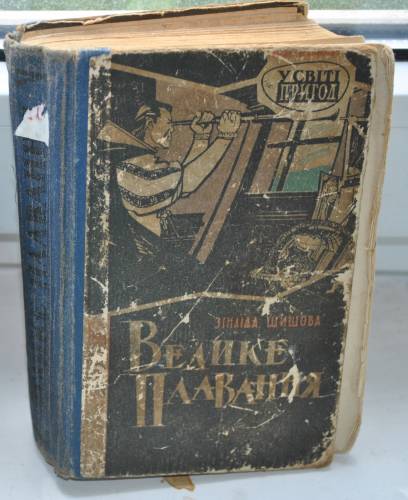 У СВІТІ
ПРИГОД
ЗІНАЇДА ШИШОВА
ВЕЛИКЕ
ПЛАВАННЯ